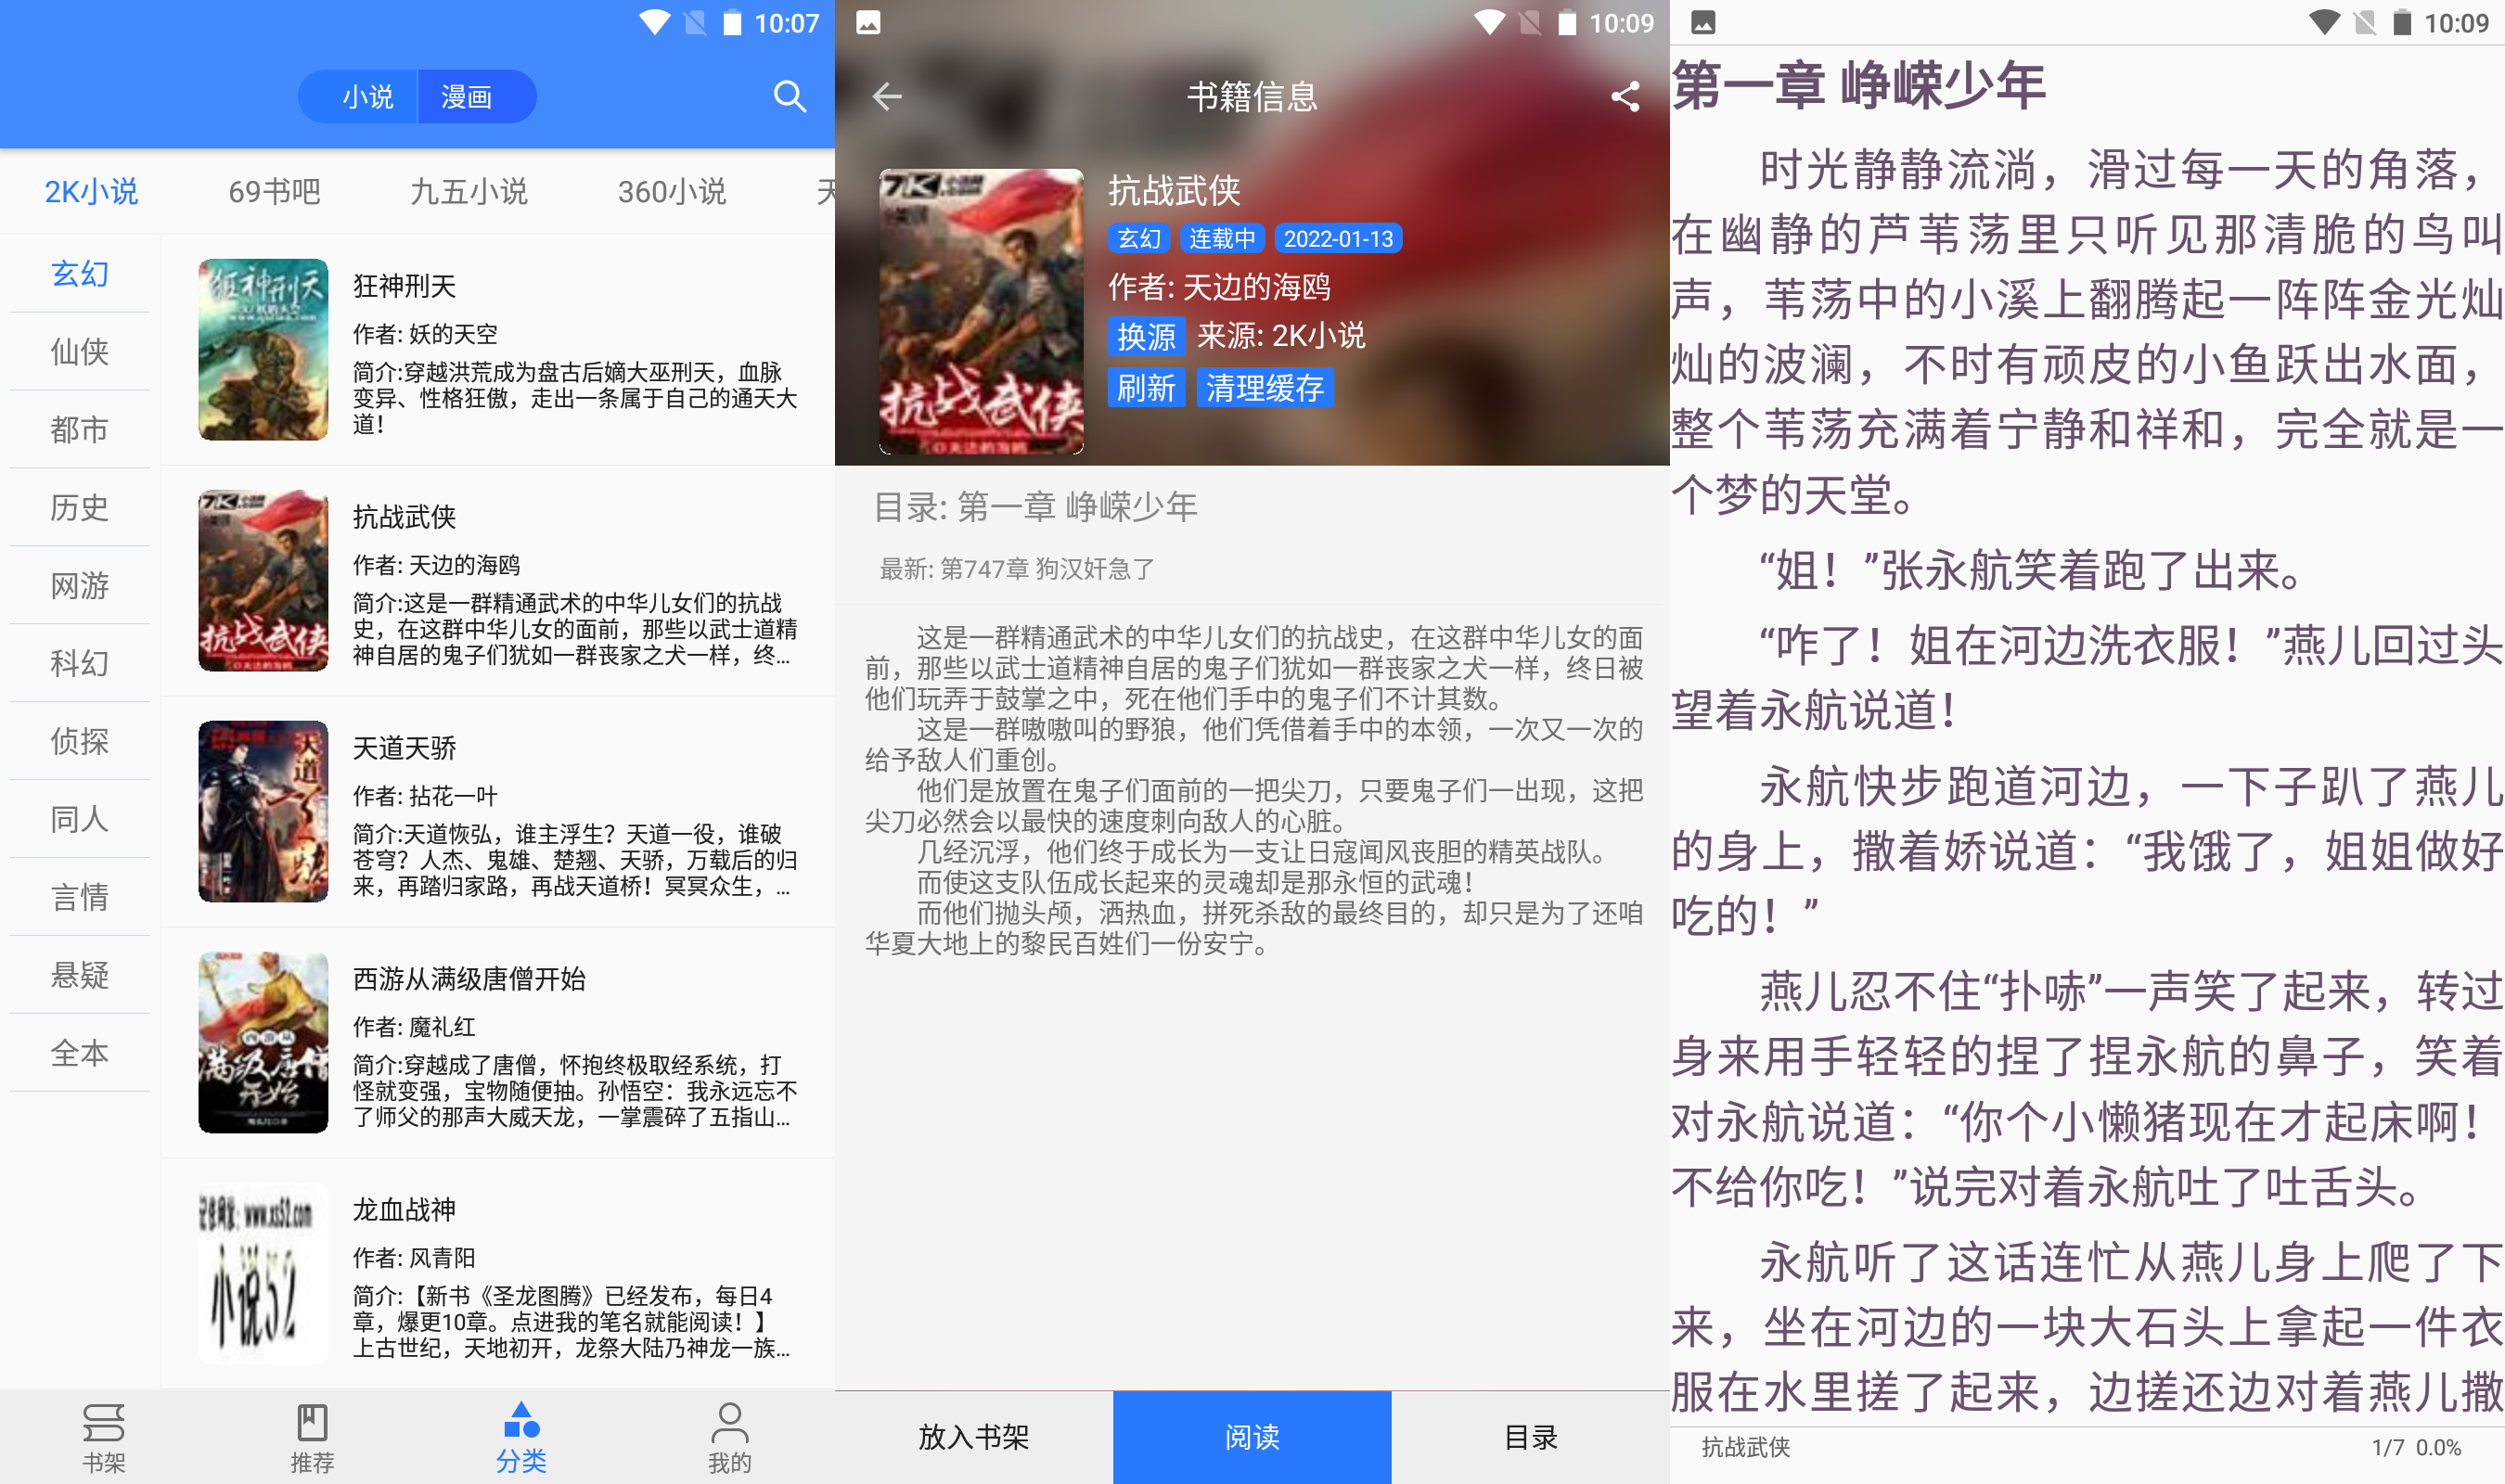 10:07
小说
漫画
2K小说
69书吧
九五小说
360小说
玄幻
仙侠
都市
历史
网游
科幻
侦探
同人
言情
悬疑
全本
狂神刑天
作者: 妖的天空
简介:穿越洪荒成为盘古后嫡大巫刑天，血脉
变异、性格狂傲，走出一条属于自己的通天大
道！
抗战武侠
抗战武侠
作者: 天边的海鸥
简介:这是一群精通武术的中华儿女们的抗战
史，在这群中华儿女的面前，那些以武士道精
神自居的鬼子们犹如一群丧家之犬一样，终...
天道天骄
作者: 拈花一叶
简介:天道恢弘，谁主浮生？天道一役，谁破
苍穹？人杰、鬼雄、楚翘、天骄，万载后的归
来，再踏归家路，再战天道桥！冥冥众生，...
西游从满级唐僧开始
作者: 魔礼红
简介:穿越成了唐僧，怀抱终极取经系统，打
怪就变强，宝物随便抽。孙悟空：我永远忘不
了师父的那声大威天龙，一掌震碎了五指山...
www.xs52.com
小说52
龙血战神
作者: 风青阳
简介:【新书《圣龙图腾》已经发布，每日4
章，爆更10章。点进我的笔名就能阅读！】
上古世纪，天地初开，龙祭大陆乃神龙一族...
书架
推荐
分类
我的
10:09
书籍信息
抗战武侠
抗战武侠
玄幻
连载中
2022-01-13
作者: 天边的海鸥
换源
来源: 2K小说
刷新
清理缓存
目录: 第一章 峥嵘少年
最新: 第747章 狗汉奸急了
这是一群精通武术的中华儿女们的抗战史，在这群中华儿女的面
前，那些以武士道精神自居的鬼子们犹如一群丧家之犬一样，终日被
他们玩弄于鼓掌之中，死在他们手中的鬼子们不计其数。
这是一群嗷嗷叫的野狼，他们凭借着手中的本领，一次又一次的
给予敌人们重创。
他们是放置在鬼子们面前的一把尖刀，只要鬼子们一出现，这把
尖刀必然会以最快的速度刺向敌人的心脏。
几经沉浮，他们终于成长为一支让日寇闻风丧胆的精英战队。
而使这支队伍成长起来的灵魂却是那永恒的武魂！
而他们抛头颅，洒热血，拼死杀敌的最终目的，却只是为了还咱
华夏大地上的黎民百姓们一份安宁。
放入书架
阅读
目录
10:09
第一章 峥嵘少年
时光静静流淌，滑过每一天的角落，
在幽静的芦苇荡里只听见那清脆的鸟叫
声，苇荡中的小溪上翻腾起一阵阵金光灿
灿的波澜，不时有顽皮的小鱼跃出水面，
整个苇荡充满着宁静和祥和，完全就是一
个梦的天堂。
“姐！”张永航笑着跑了出来。
“咋了！姐在河边洗衣服！”燕儿回过头
望着永航说道！
永航快步跑道河边，一下子趴了燕儿
的身上，撒着娇说道：“我饿了，姐姐做好
吃的！”
燕儿忍不住“扑哧”一声笑了起来，转过
身来用手轻轻的捏了捏永航的鼻子，笑着
对永航说道：“你个小懒猪现在才起床啊！
不给你吃！”说完对着永航吐了吐舌头。
永航听了这话连忙从燕儿身上爬了下
来，坐在河边的一块大石头上拿起一件衣
服在水里搓了起来，边搓还边对着燕儿撒
抗战武侠
1/7 0.0%